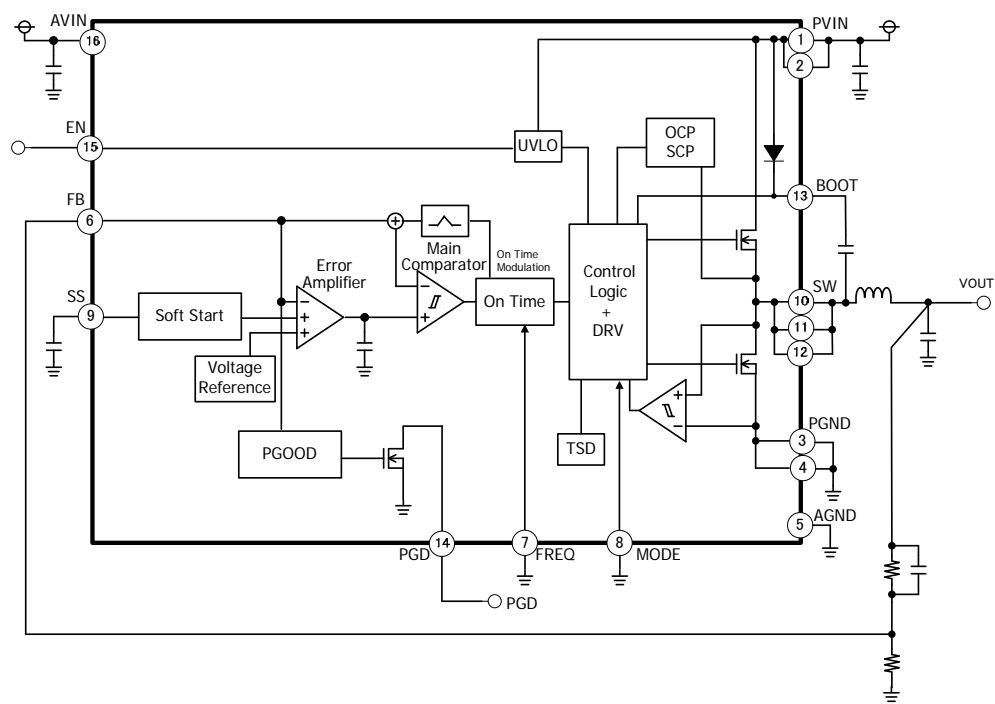 AVIN
16
PVIN
1
2
EN
15
UVLO
OCP
SCP
13
BOOT
FB
6
+
Main
Comparator
On Time
Modulation
Error
Amplifier
Control
Logic
+
DRV
SW
10
11
12
VOUT
SS
9
Soft Start
−
+
+
−
+
On Time
Voltage
Reference
+
−
PGOOD
TSD
PGND
3
4
5
AGND
PGD
14
7
FREQ
8
MODE
PGD